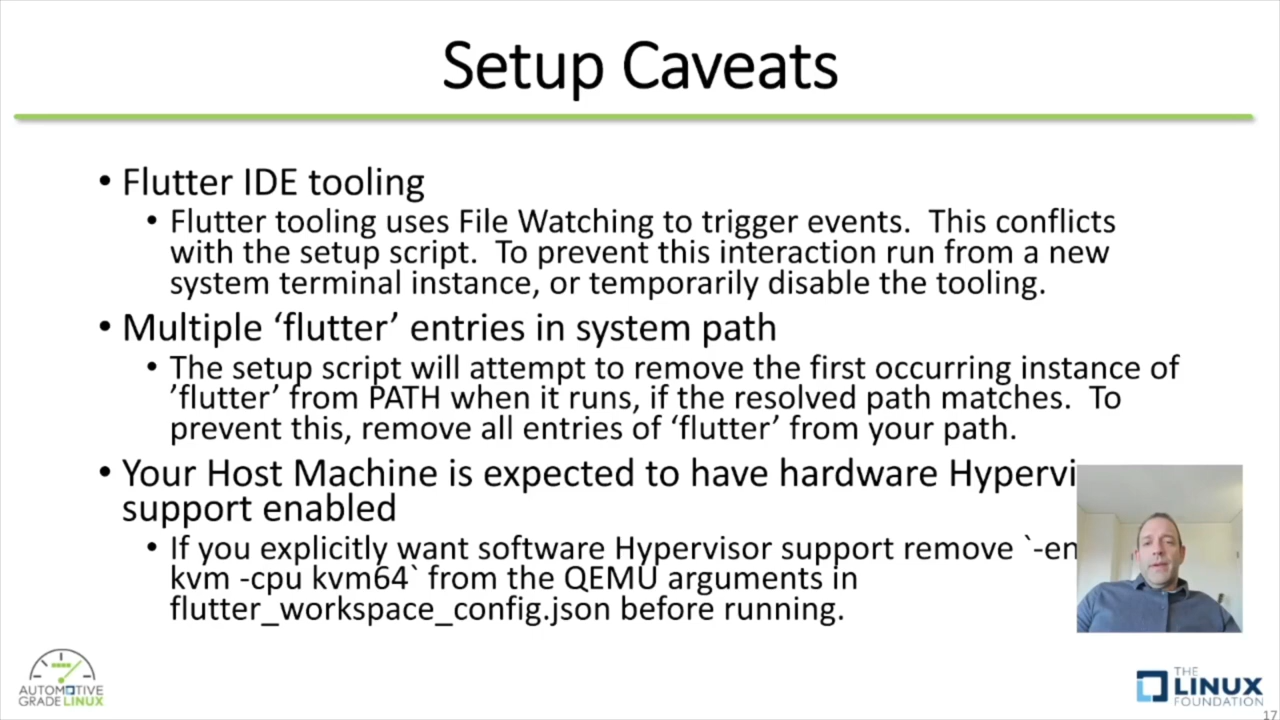 Setup Caveats
• Flutter IDE tooling
• Flutter tooling uses File Watching to trigger events. This conflicts
with the setup script. To prevent this interaction run from a new
system terminal instance, or temporarily disable the tooling.
• Multiple ‘flutter’ entries in system path
• The setup script will attempt to remove the first occurring instance of
’flutter’ from PATH when it runs, if the resolved path matches. To
prevent this, remove all entries of ‘flutter’ from your path.
• Your Host Machine is expected to have hardware Hypervi
support enabled
• If you explicitly want software Hypervisor support remove `-en
kvm -cpu kvm64` from the QEMU arguments in
flutter_workspace_config.json before running.
AUTOMOTIVE
GRADE LINUX
THE
LINUX
FOUNDATION
17